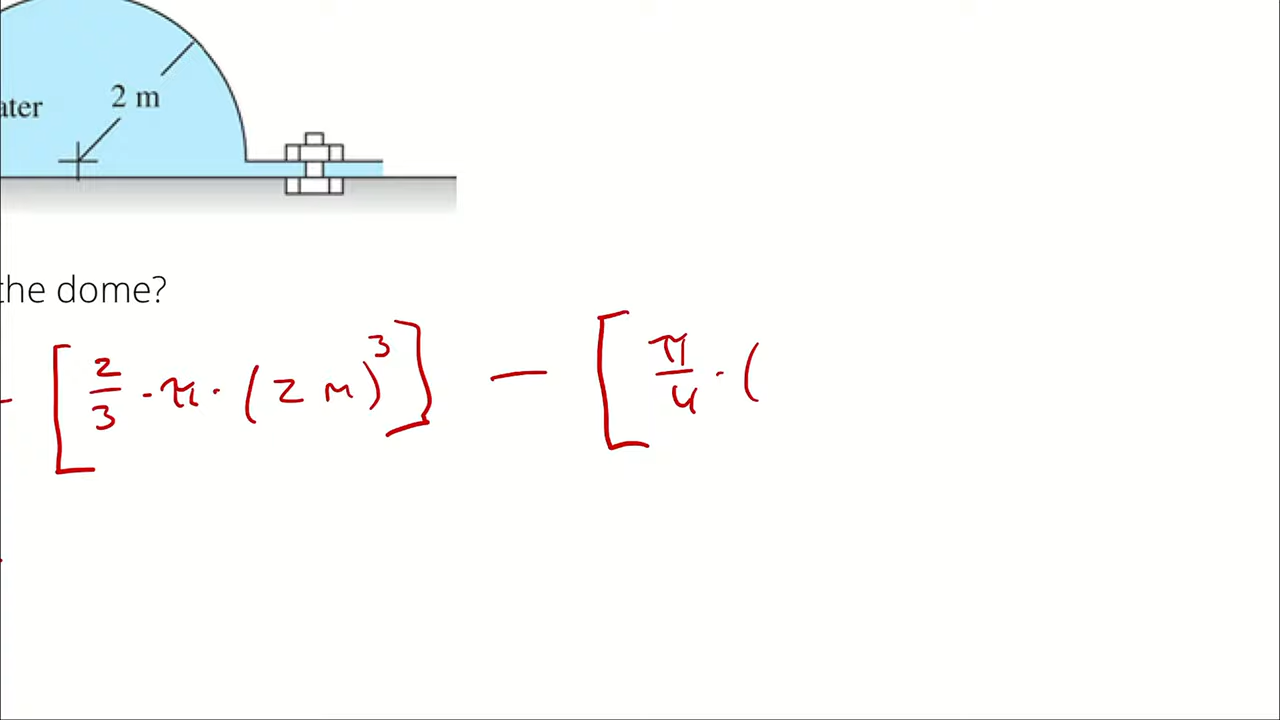 ater
2 m
the dome?
- [ 2/3 · π · (2 m)^3 ] - [ π/4 · (